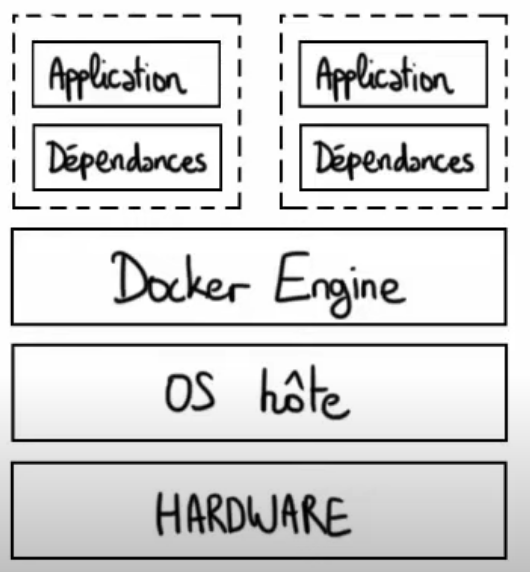 Application Application
Dépendances Dépendances
Docker Engine
OS hôte
HARDWARE